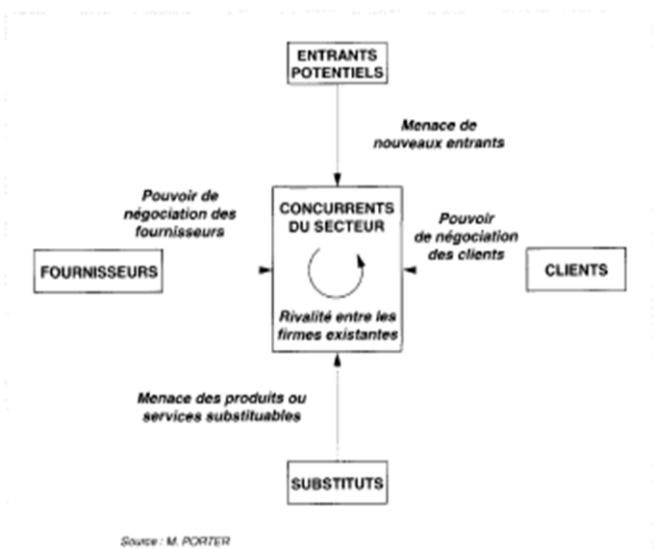 ENTRANTS
POTENTIELS
Menace de
nouveaux entrants
Pouvoir de
négociation des
fournisseurs
CONCURRENTS
DU SECTEUR
Pouvoir
de négociation
des clients
FOURNISSEURS
CLIENTS
Rivalité entre les
firmes existantes
Menace des produits ou
services substituables
SUBSTITUTS
Source : M. PORTER